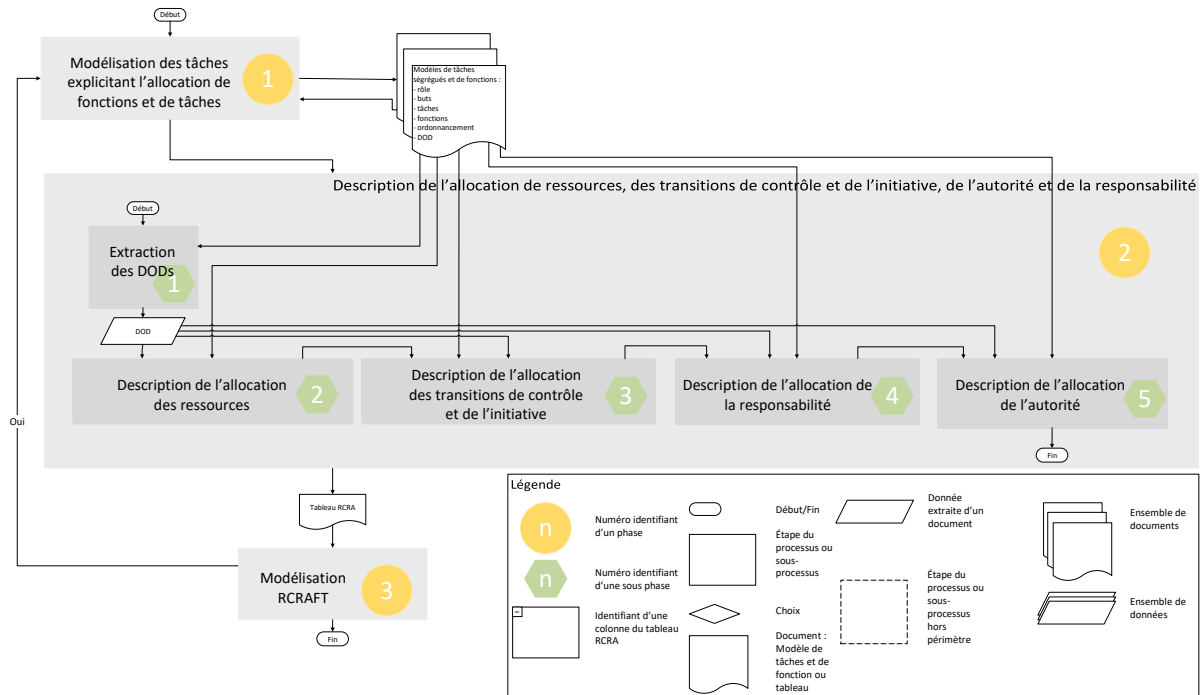 Début
Modélisation des tâches
explicitant l'allocation de
fonctions et de tâches
1
Modèles de tâches
ségrégués et de fonctions :
- rôle
- buts
- tâches
- fonctions
- ordonnancement
- DOD
Description de l'allocation de ressources, des transitions de contrôle et de l'initiative, de l'autorité et de la responsabilité
2
Début
Extraction
des DODs
1
DOD
Description de l'allocation
des ressources
2
Description de l'allocation
des transitions de contrôle
et de l'initiative
3
Description de l'allocation de
la responsabilité
4
Description de l'allocation
de l'autorité
5
Fin
Oui
Tableau RCRA
Modélisation
RCRAFT
3
Fin
Légende
n
Numéro identifiant
d'un phase
n
Numéro identifiant
d'une sous phase
Identifiant d'une
colonne du tableau
RCRA
Début/Fin
Étape du
processus ou
sous-
processus
Choix
Document :
Modèle de
tâches et de
fonction ou
tableau
Donnée
extraite d'un
document
Étape du
processus ou
sous-
processus
hors
périmètre
Ensemble de
documents
Ensemble de
données